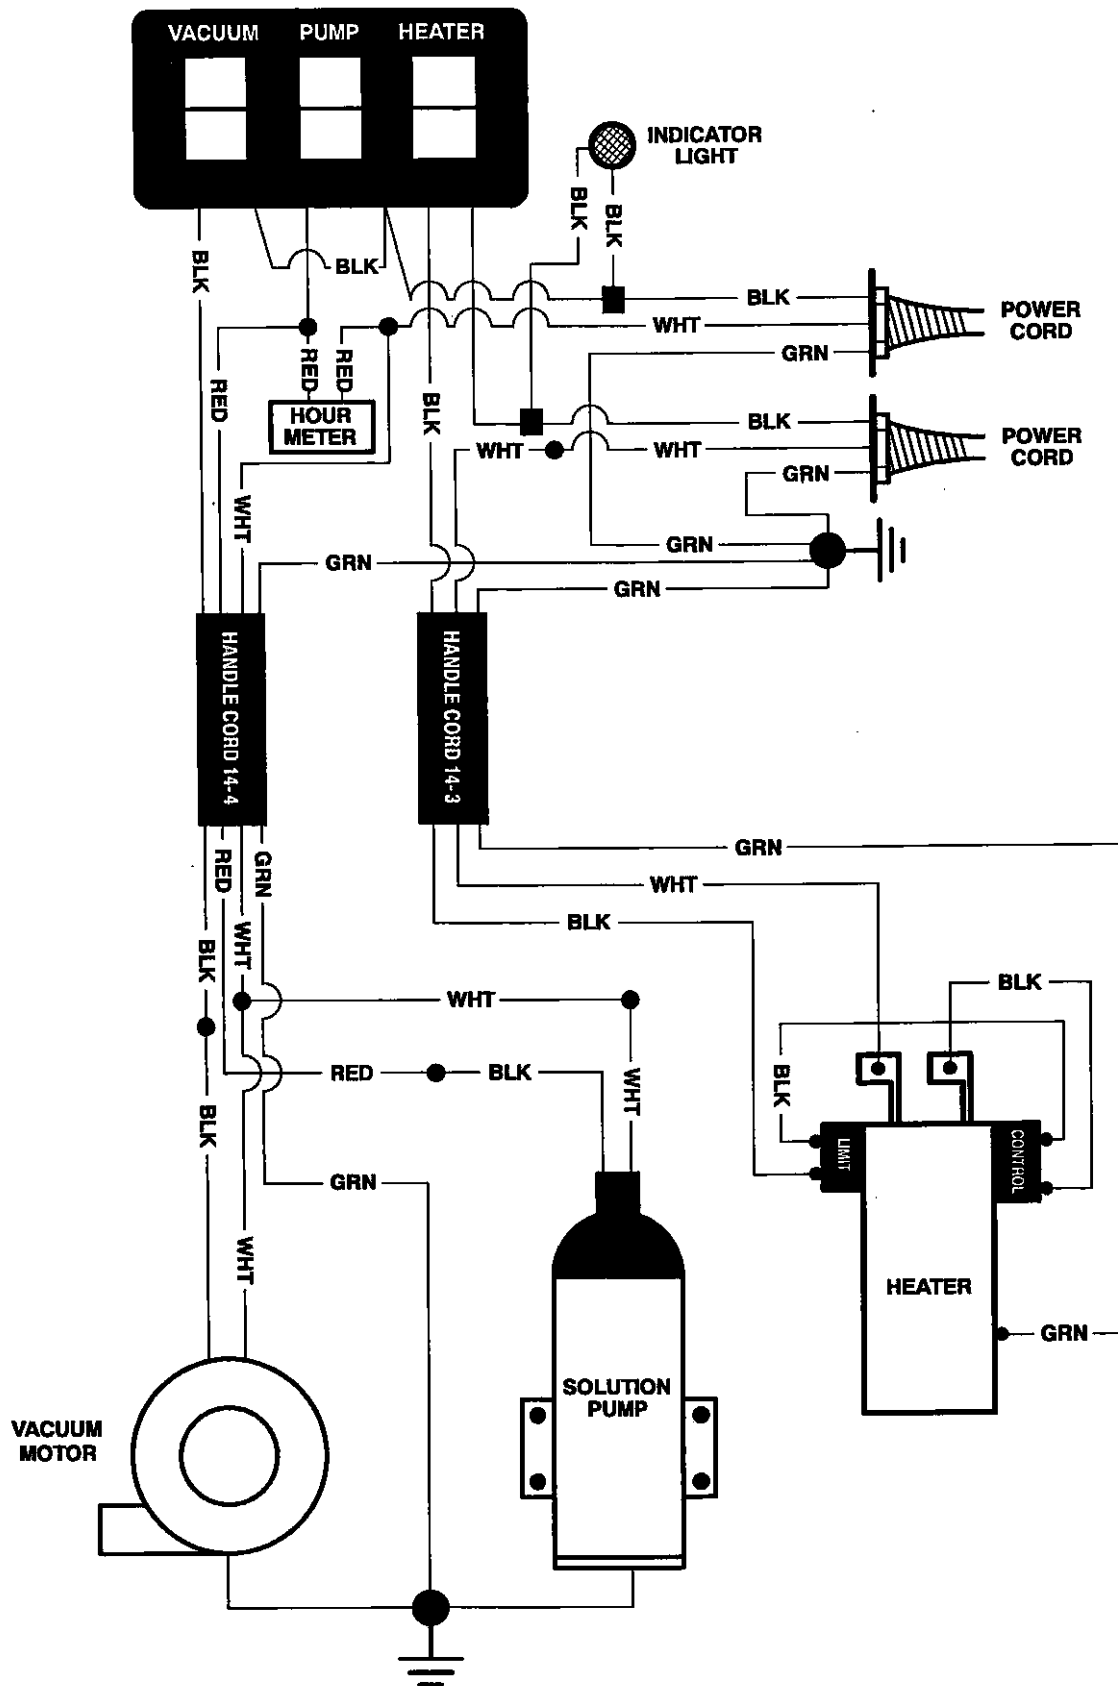 VACUUM PUMP HEATER
INDICATOR
LIGHT
BLK
BLK
BLK
BLK
BLK
POWER
CORD
WHT
GRN
RED
RED
RED
HOUR
METER
BLK
BLK
POWER
CORD
WHT
WHT
GRN
WHT
GRN
GRN
GRN
HANDLE CORD 14-4
HANDLE CORD 14-3
RED
GRN
GRN
WHT
BLK
BLK
WHT
WHT
BLK
BLK
RED
BLK
WHT
BLK
LIMIT
CONTROL
GRN
WHT
HEATER
GRN
SOLUTION
PUMP
VACUUM
MOTOR